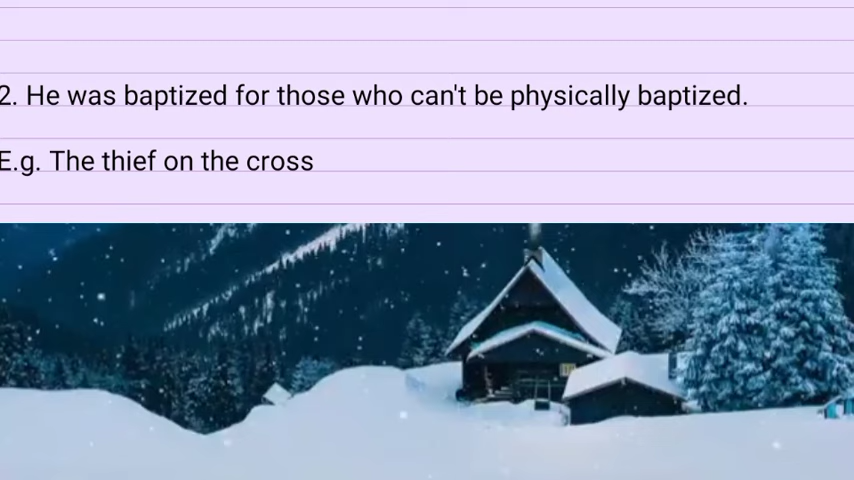 2. He was baptized for those who can't be physically baptized.
E.g. The thief on the cross